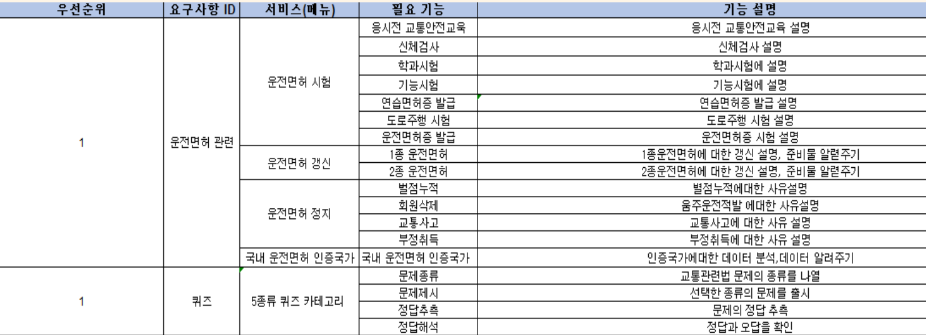 우선순위 요구사항 ID 서비스(메뉴) 필요 기능 기능 설명
응시전 교통안전교육 응시전 교통안전교육 설명
신체검사 신체검사 설명
학과시험 학과시험에 설명
운전면허 시험 기능시험 기능시험에 설명
연습면허증 발급 연습면허증 발급 설명
도로주행 시험 도로주행 시험 설명
1 운전면허 관련 운전면허증 발급 운전면허증 시험 설명
운전면허 갱신 1종 운전면허 1종운전면허에 대한 갱신 설명, 준비물 알려주기
2종 운전면허 2종운전면허에 대한 갱신 설명, 준비물 알려주기
벌점누적 벌점누적에대한 사유설명
운전면허 정지 회원삭제 음주운전적발 에대한 사유설명
교통사고 교통사고에 대한 사유 설명
부정취득 부정취득에 대한 사유 설명
국내 운전면허 인증국가 국내 운전면허 인증국가 인증국가에대한 데이터 분석,데이터 알려주기
문제종류 교통관련법 문제의 종류를 나열
1 퀴즈 5종류 퀴즈 카테고리 문제제시 선택한 종류의 문제를 출시
정답추측 문제의 정답 추측
정답해석 정답과 오답을 확인